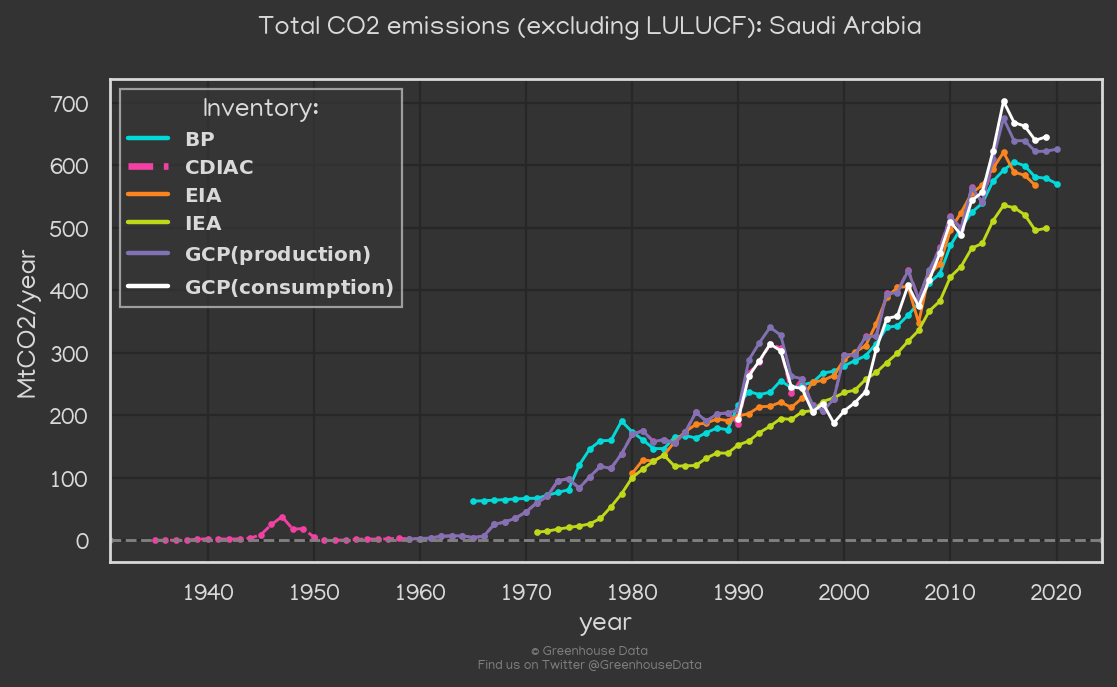 Total CO2 emissions (excluding LULUCF): Saudi Arabia
Inventory:
BP
CDIAC
EIA
IEA
GCP(production)
GCP(consumption)
MtCO2/year
700
600
500
400
300
200
100
0
1940 1950 1960 1970 1980 1990 2000 2010 2020
year
© Greenhouse Data
Find us on Twitter @GreenhouseData